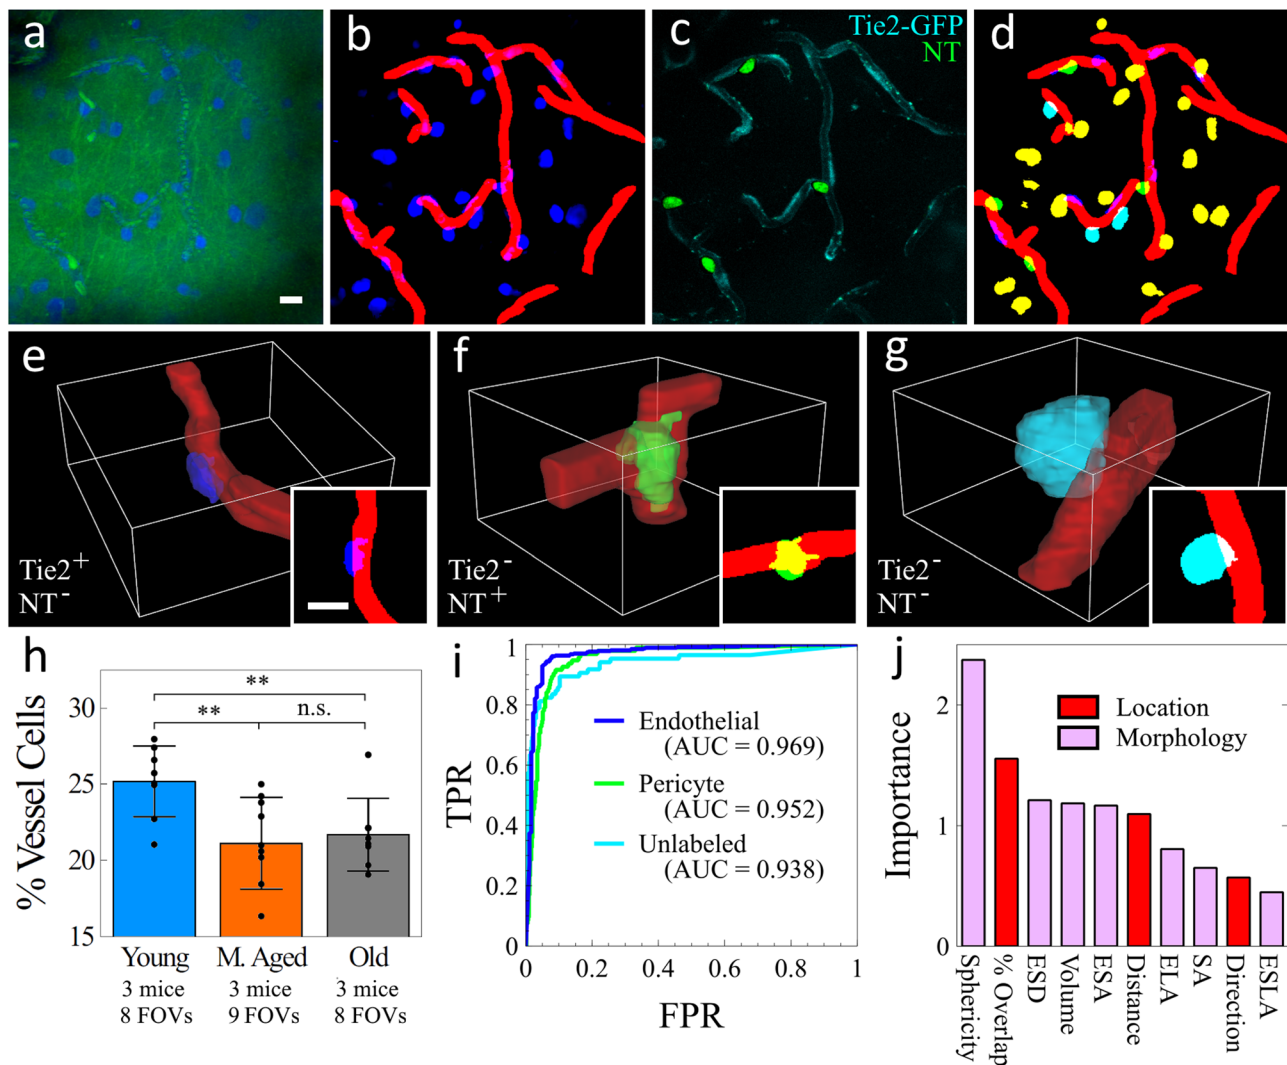 a
b
c
Tie2-GFP
NT
d
e
Tie2+
NT-
f
Tie2-
NT+
g
Tie2-
NT-
h
% Vessel Cells
30
25
20
15
**
**
n.s.
Young
M. Aged
Old
3 mice
3 mice
3 mice
8 FOVs
9 FOVs
8 FOVs
i
TPR
1
0.8
0.6
0.4
0.2
0
Endothelial
(AUC = 0.969)
Pericyte
(AUC = 0.952)
Unlabeled
(AUC = 0.938)
0
0.2
0.4
0.6
0.8
1
FPR
j
Importance
2
1
0
Location
Morphology
Sphericity
% Overlap
ESD
Volume
ESA
Distance
ELA
SA
Direction
ESLA